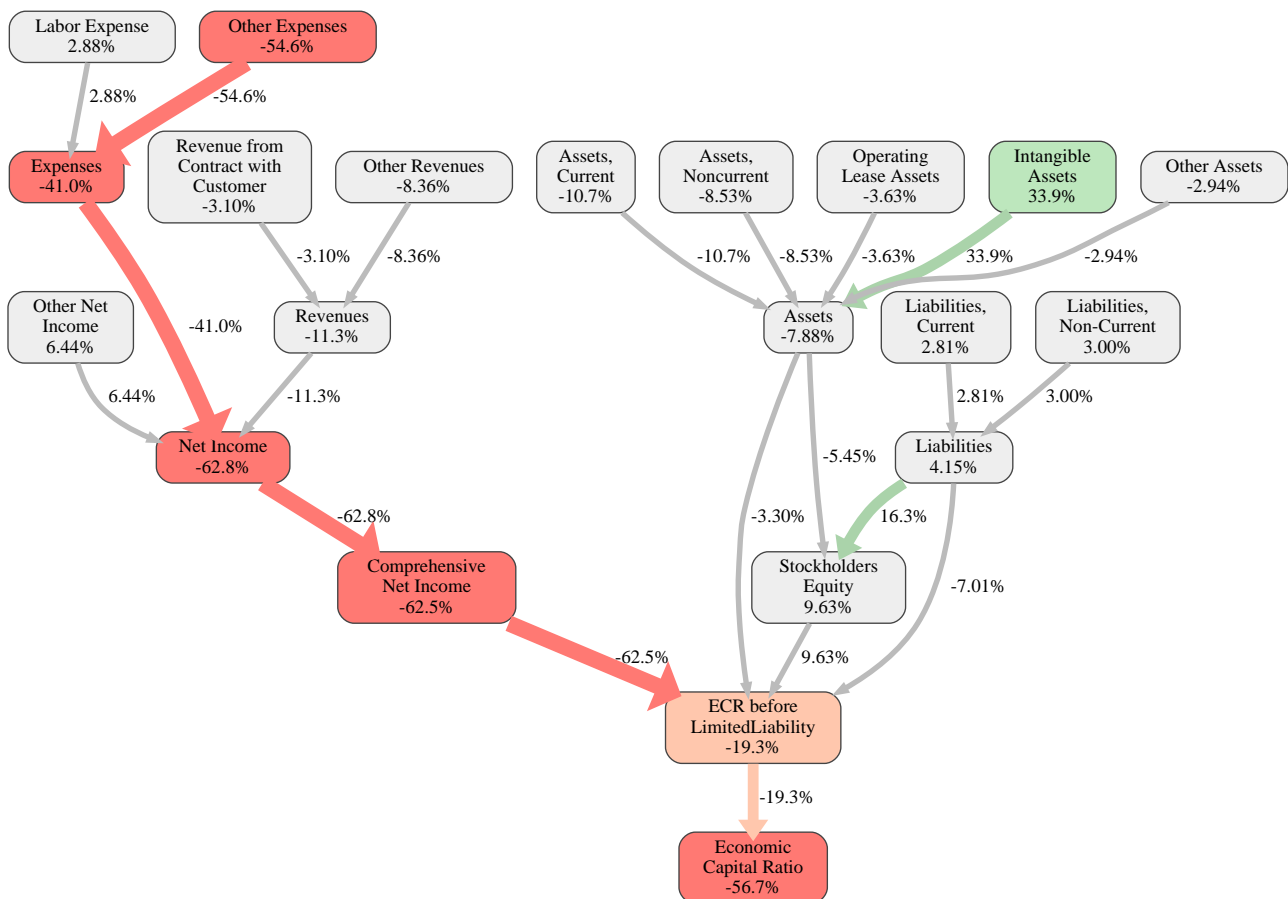 Labor Expense
2.88%
Other Expenses
-54.6%
2.88%
-54.6%
Expenses
-41.0%
Revenue from
Contract with
Customer
-3.10%
Other Revenues
-8.36%
Assets,
Current
-10.7%
Assets,
Noncurrent
-8.53%
Operating
Lease Assets
-3.63%
Intangible
Assets
33.9%
Other Assets
-2.94%
-3.10%
-8.36%
-10.7%
-8.53%
-3.63%
33.9%
-2.94%
Other Net
Income
6.44%
-41.0%
Revenues
-11.3%
Assets
-7.88%
Liabilities,
Current
2.81%
Liabilities,
Non-Current
3.00%
6.44%
-11.3%
2.81%
3.00%
Net Income
-62.8%
-5.45%
Liabilities
4.15%
-62.8%
-3.30%
16.3%
Comprehensive
Net Income
-62.5%
Stockholders
Equity
9.63%
-7.01%
-62.5%
9.63%
ECR before
LimitedLiability
-19.3%
-19.3%
Economic
Capital Ratio
-56.7%